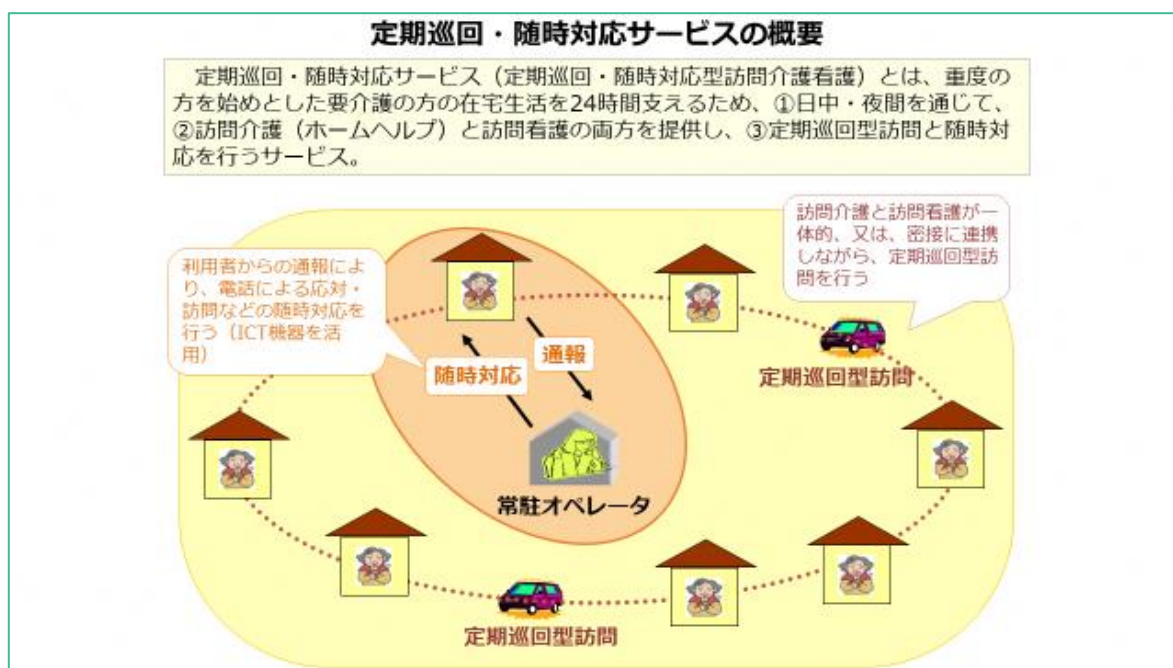 定期巡回・随時対応サービスの概要
定期巡回・随時対応サービス（定期巡回・随時対応型訪問介護看護）とは、重度の
方を始めとした要介護の方の在宅生活を24時間支えるため、①日中・夜間を通じて、
②訪問介護（ホームヘルプ）と訪問看護の両方を提供し、③定期巡回型訪問と随時対
応を行うサービス。
訪問介護と訪問看護が一
体的、又は、密接に連携
しながら、定期巡回型訪
問を行う
利用者からの通報によ
り、電話による応対・
訪問などの随時対応を
行う（ICT機器を活
用）
通報
随時対応
定期巡回型訪問
常駐オペレータ
定期巡回型訪問